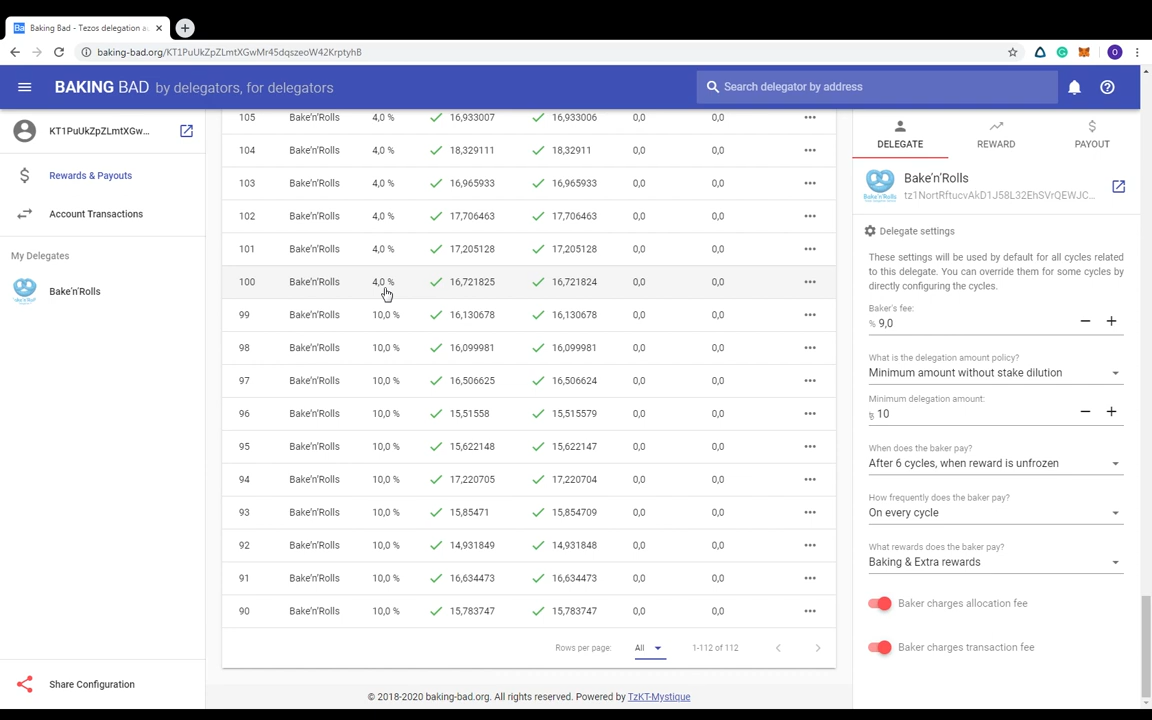 Ba Baking Bad - Tezos delegation a
baking-bad.org/KT1PuUkZpZLmtXGwMr45dqszeoW42KrptyhB
O
BAKING BAD by delegators, for delegators
Search delegator by address
KT1PuUkZpZLmtXGw...
Rewards & Payouts
Account Transactions
My Delegates
Bake'n'Rolls
Share Configuration
105 Bake'n'Rolls 4,0 % 16,933007 16,933006 0,0 0,0
104 Bake'n'Rolls 4,0 % 18,329111 18,32911 0,0 0,0
103 Bake'n'Rolls 4,0 % 16,965933 16,965933 0,0 0,0
102 Bake'n'Rolls 4,0 % 17,706463 17,706463 0,0 0,0
101 Bake'n'Rolls 4,0 % 17,205128 17,205128 0,0 0,0
100 Bake'n'Rolls 4,0 % 16,721825 16,721824 0,0 0,0
99 Bake'n'Rolls 10,0 % 16,130678 16,130678 0,0 0,0
98 Bake'n'Rolls 10,0 % 16,099981 16,099981 0,0 0,0
97 Bake'n'Rolls 10,0 % 16,506625 16,506624 0,0 0,0
96 Bake'n'Rolls 10,0 % 15,51558 15,515579 0,0 0,0
95 Bake'n'Rolls 10,0 % 15,622148 15,622147 0,0 0,0
94 Bake'n'Rolls 10,0 % 17,220705 17,220704 0,0 0,0
93 Bake'n'Rolls 10,0 % 15,85471 15,854709 0,0 0,0
92 Bake'n'Rolls 10,0 % 14,931849 14,931848 0,0 0,0
91 Bake'n'Rolls 10,0 % 16,634473 16,634473 0,0 0,0
90 Bake'n'Rolls 10,0 % 15,783747 15,783747 0,0 0,0
Rows per page: All 1-112 of 112
© 2018-2020 baking-bad.org. All rights reserved. Powered by TzKT-Mystique
DELEGATE REWARD PAYOUT
Bake'n'Rolls
tz1NortRftucvAkD1J58L32EhSVrQEWJC...
Delegate settings
These settings will be used by default for all cycles related
to this delegate. You can override them for some cycles by
directly configuring the cycles.
Baker's fee:
% 9,0
What is the delegation amount policy?
Minimum amount without stake dilution
Minimum delegation amount:
ꜩ 10
When does the baker pay?
After 6 cycles, when reward is unfrozen
How frequently does the baker pay?
On every cycle
What rewards does the baker pay?
Baking & Extra rewards
Baker charges allocation fee
Baker charges transaction fee